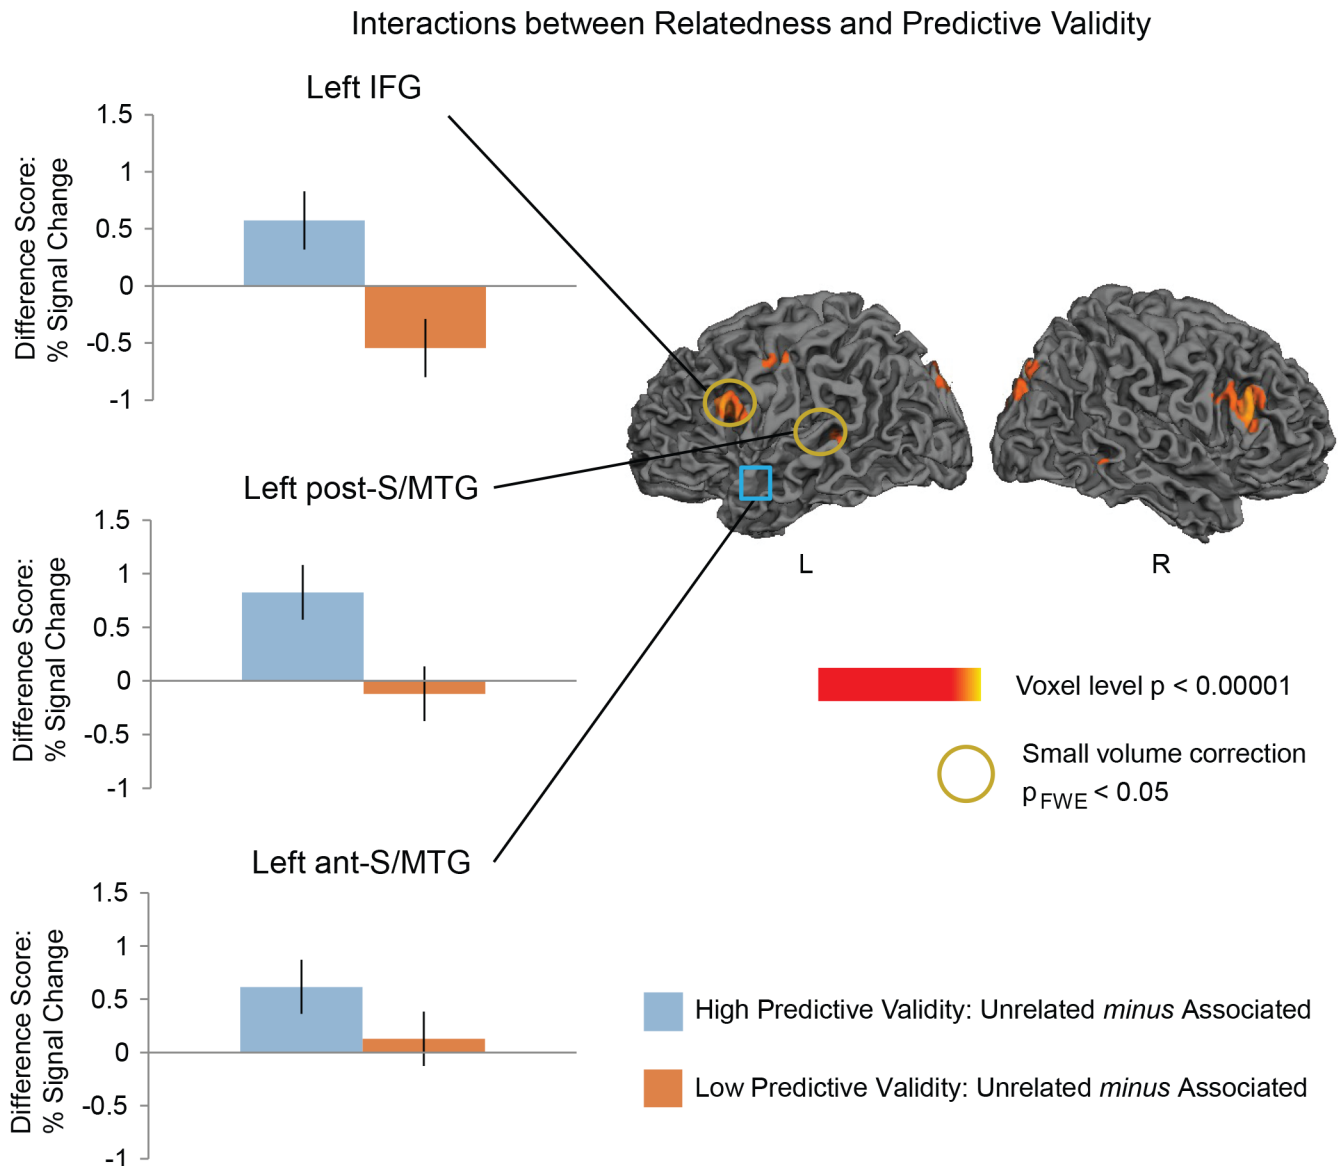 Interactions between Relatedness and Predictive Validity
Left IFG
Difference Score:
% Signal Change
1.5
1
0.5
0
-0.5
-1
Left post-S/MTG
Difference Score:
% Signal Change
1.5
1
0.5
0
-0.5
-1
Left ant-S/MTG
Difference Score:
% Signal Change
1.5
1
0.5
0
-0.5
-1
L
R
Voxel level p < 0.00001
Small volume correction
pFWE < 0.05
High Predictive Validity: Unrelated minus Associated
Low Predictive Validity: Unrelated minus Associated